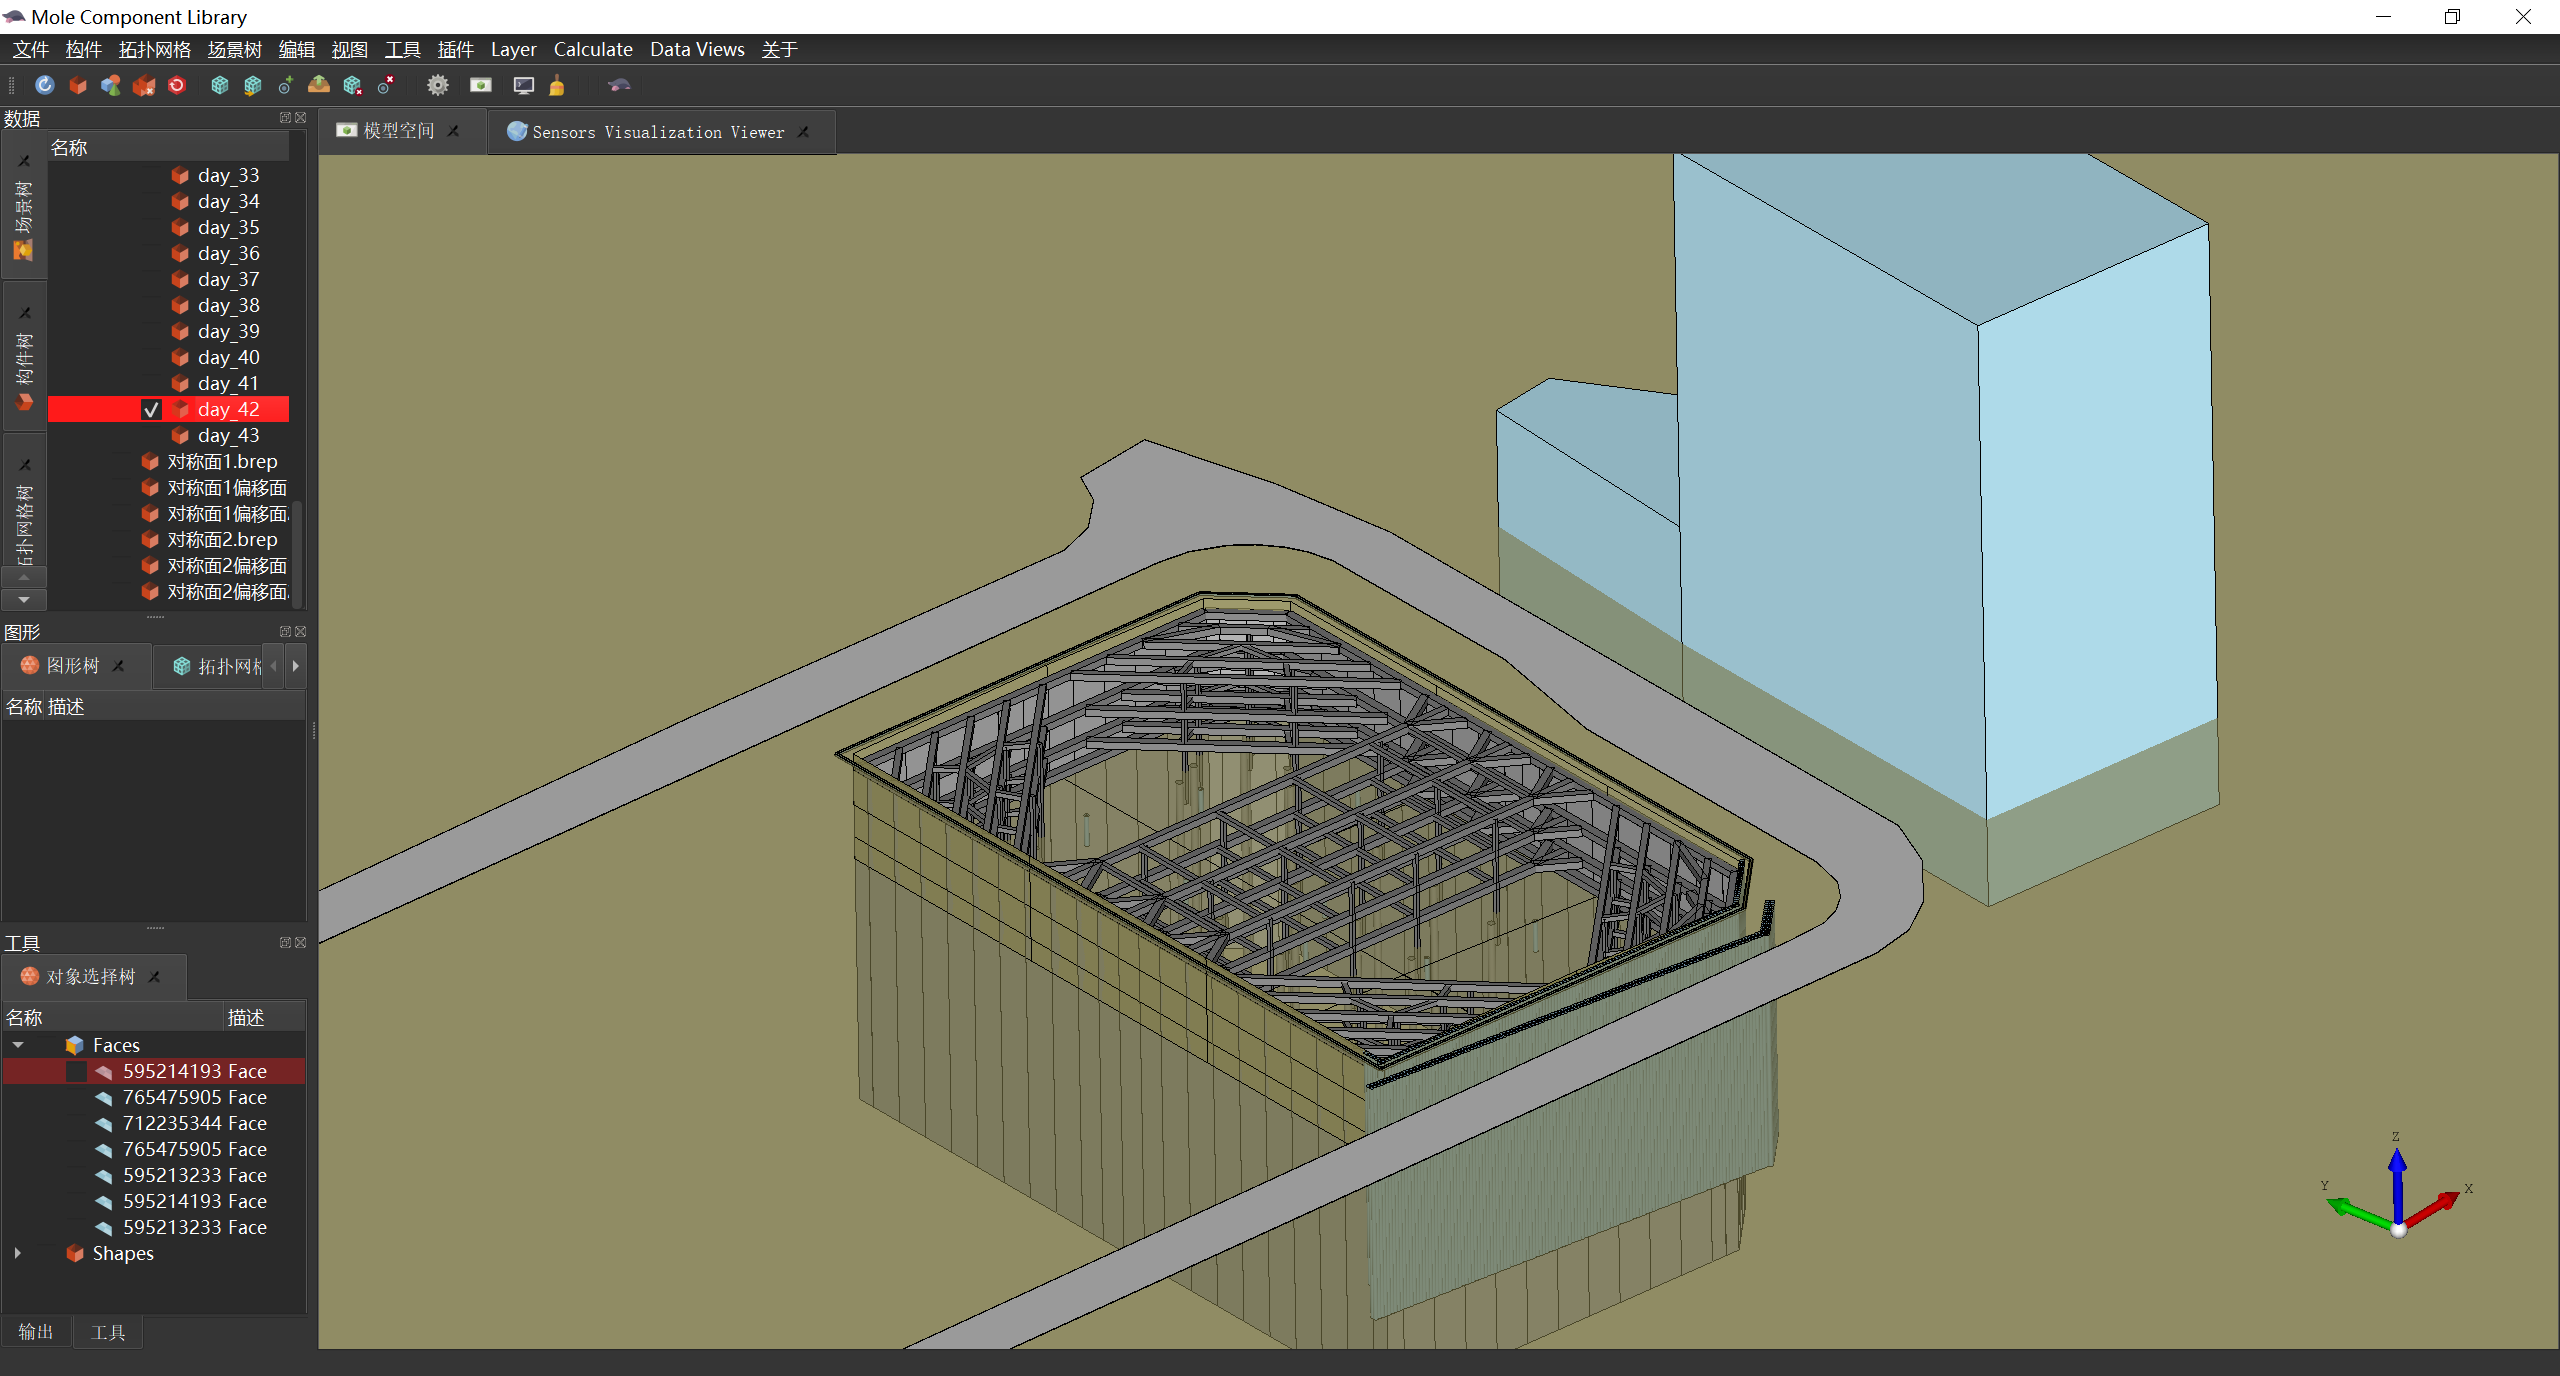 Mole Component Library
文件 构件 拓扑网格 场景树 编辑 视图 工具 插件 Layer Calculate Data Views 关于
数据
模型空间 Sensors Visualization Viewer
名称
场景树
构件树
拓扑网格树
day_33
day_34
day_35
day_36
day_37
day_38
day_39
day_40
day_41
day_42
day_43
对称面1.brep
对称面1偏移面
对称面1偏移面.
对称面2.brep
对称面2偏移面
对称面2偏移面.
图形
图形树 拓扑网格
名称 描述
工具
对象选择树
名称 描述
Faces
595214193 Face
765475905 Face
712235344 Face
765475905 Face
595213233 Face
595214193 Face
595213233 Face
Shapes
输出 工具
Z
Y
X